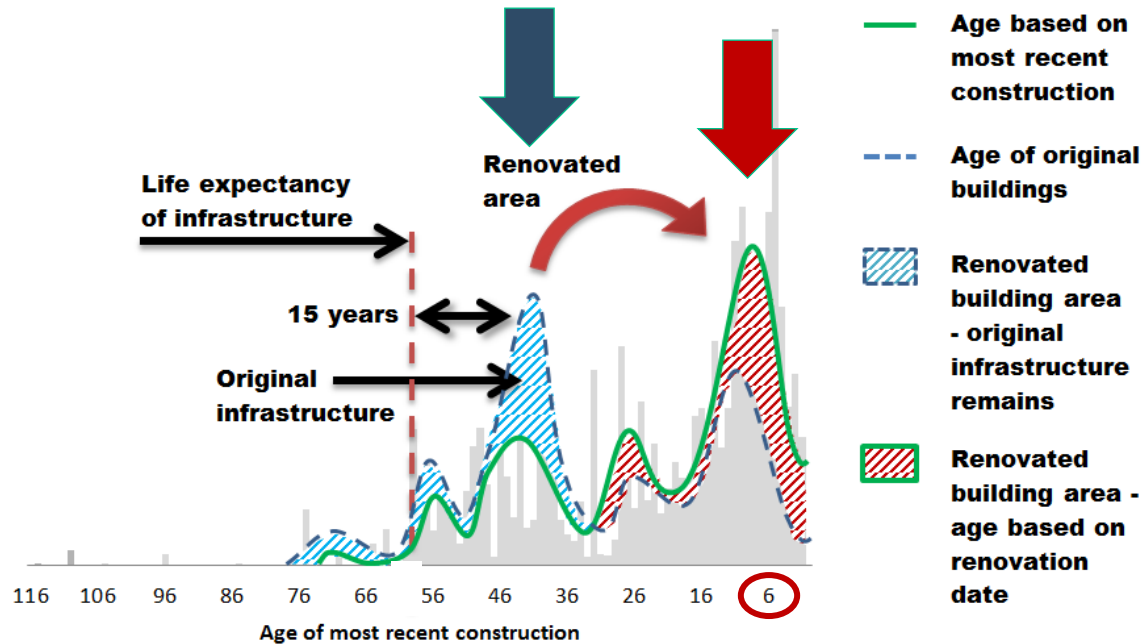 Life expectancy
of infrastructure
Renovated
area
15 years
Original
infrastructure
116 106 96 86 76 66 56 46 36 26 16 6
Age of most recent construction
Age based on
most recent
construction
Age of original
buildings
Renovated
building area
- original
infrastructure
remains
Renovated
building area -
age based on
renovation
date